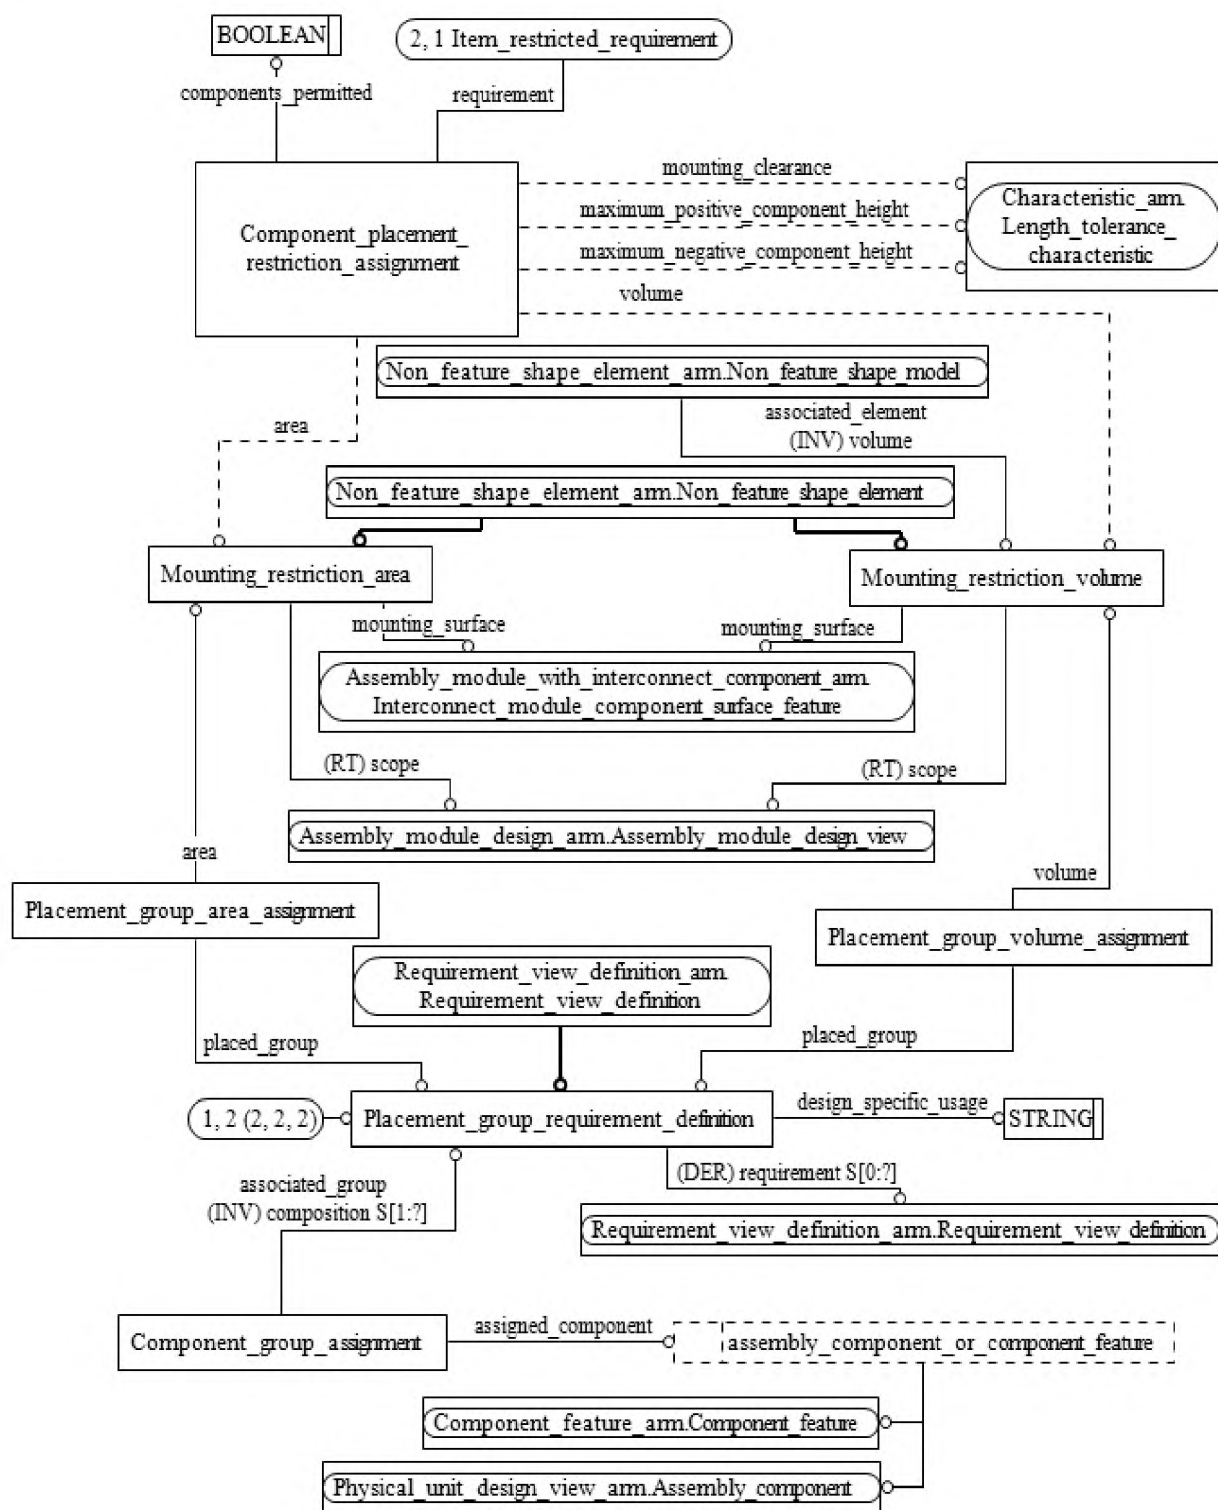 BOOLEAN
2, 1 Item_restricted_requirement
components_permitted
requirement
mounting_clearance
maximum_positive_component_height
maximum_negative_component_height
volume
Component_placement_
restriction_assignment
Characteristic_arm.
Length_tolerance_
characteristic
Non_feature_shape_element_arm.Non_feature_shape_model
area
associated_element
(INV) volume
Non_feature_shape_element_arm.Non_feature_shape_element
Mounting_restriction_area
Mounting_restriction_volume
mounting_surface
mounting_surface
Assembly_module_with_interconnect_component_arm.
Interconnect_module_component_surface_feature
(RT) scope
(RT) scope
Assembly_module_design_arm.Assembly_module_design_view
area
volume
Placement_group_area_assignment
Placement_group_volume_assignment
Requirement_view_definition_arm.
Requirement_view_definition
placed_group
placed_group
1, 2 (2, 2, 2)
Placement_group_requirement_definition
design_specific_usage
STRING
(DER) requirement S[0:?]
associated_group
(INV) composition S[1:?]
Requirement_view_definition_arm.Requirement_view_definition
Component_group_assignment
assigned_component
assembly_component_or_component_feature
Component_feature_arm.Component_feature
Physical_unit_design_view_arm.Assembly_component